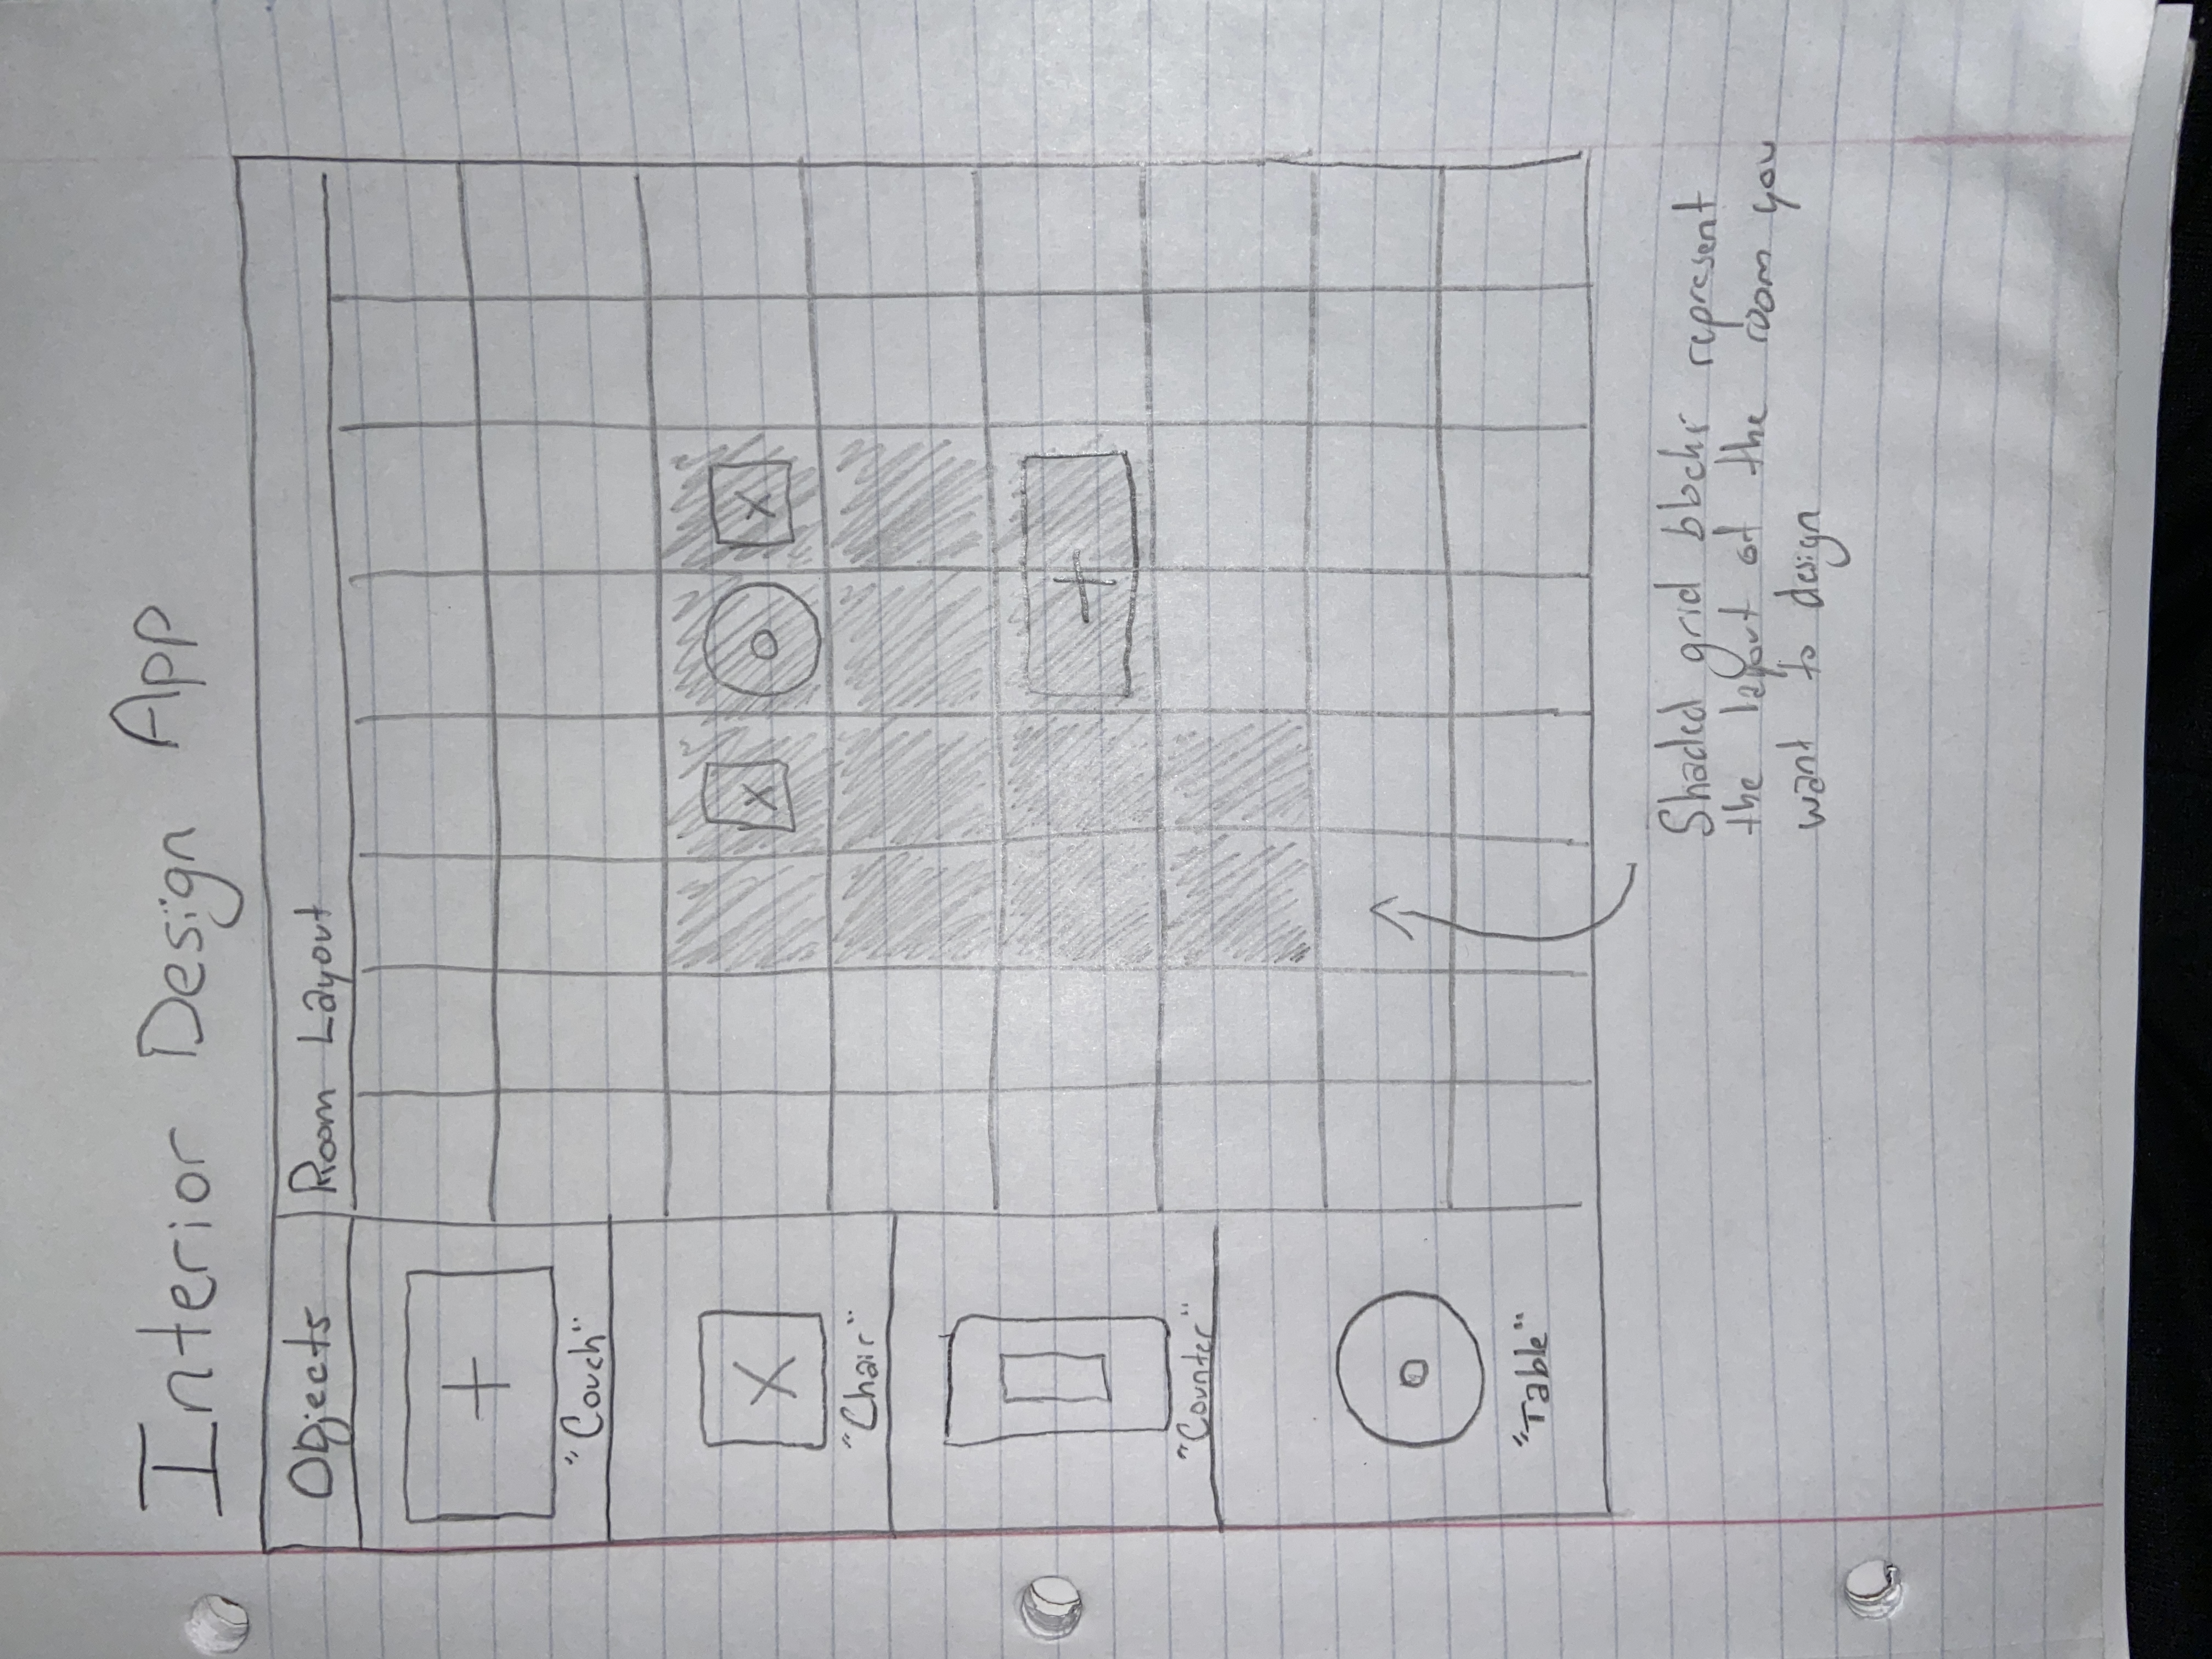 Interior Design App
Objects
Room Layout
"Couch"
"Chair"
"Counter"
"Table"
Shaded grid blocks represent
the layout of the room you
want to design